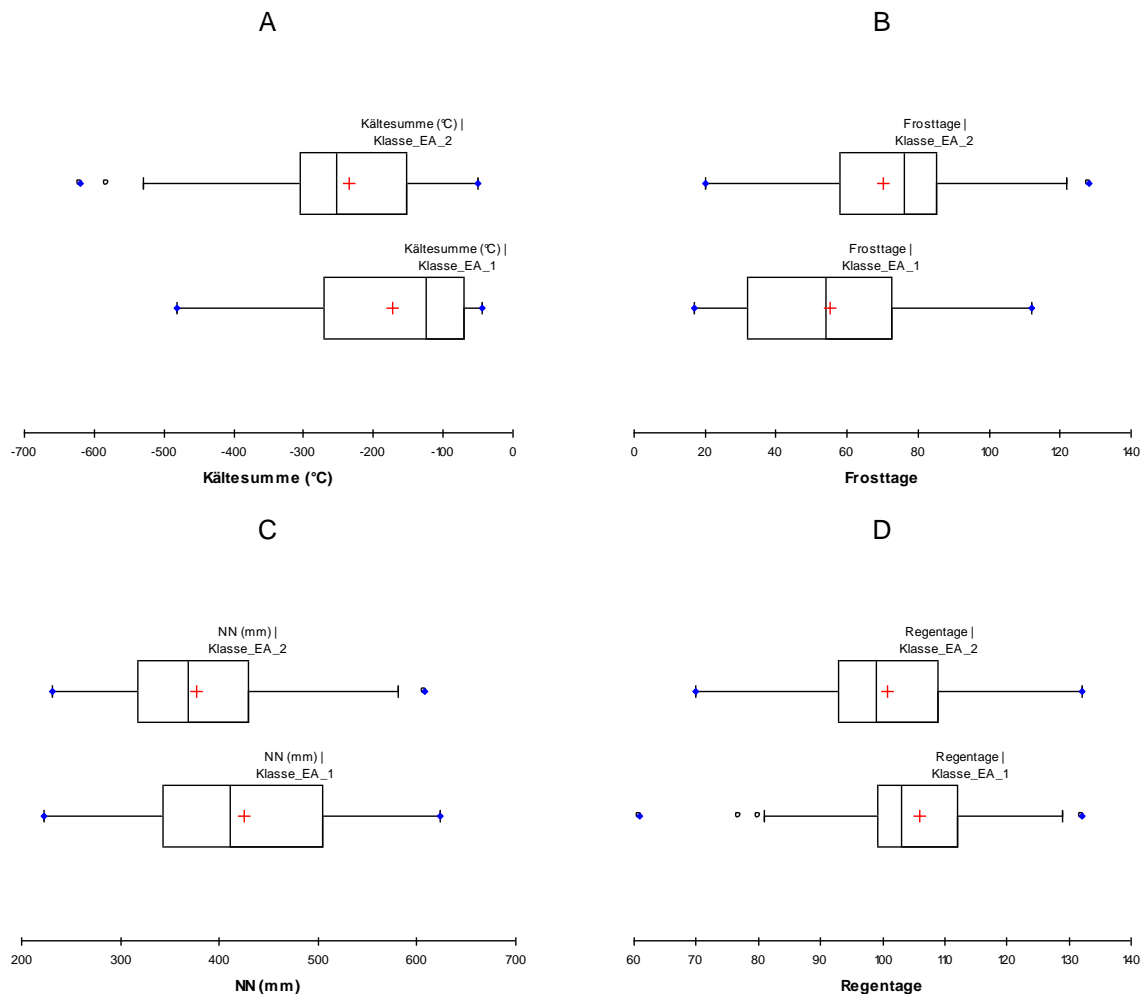 A
Kältesumme (°C) |
Klasse_EA_2
Kältesumme (°C) |
Klasse_EA_1
-700 -600 -500 -400 -300 -200 -100 0
Kältesumme (°C)
B
Frosttage |
Klasse_EA_2
Frosttage |
Klasse_EA_1
0 20 40 60 80 100 120 140
Frosttage
C
NN (mm) |
Klasse_EA_2
NN (mm) |
Klasse_EA_1
200 300 400 500 600 700
NN (mm)
D
Regentage |
Klasse_EA_2
Regentage |
Klasse_EA_1
60 70 80 90 100 110 120 130 140
Regentage